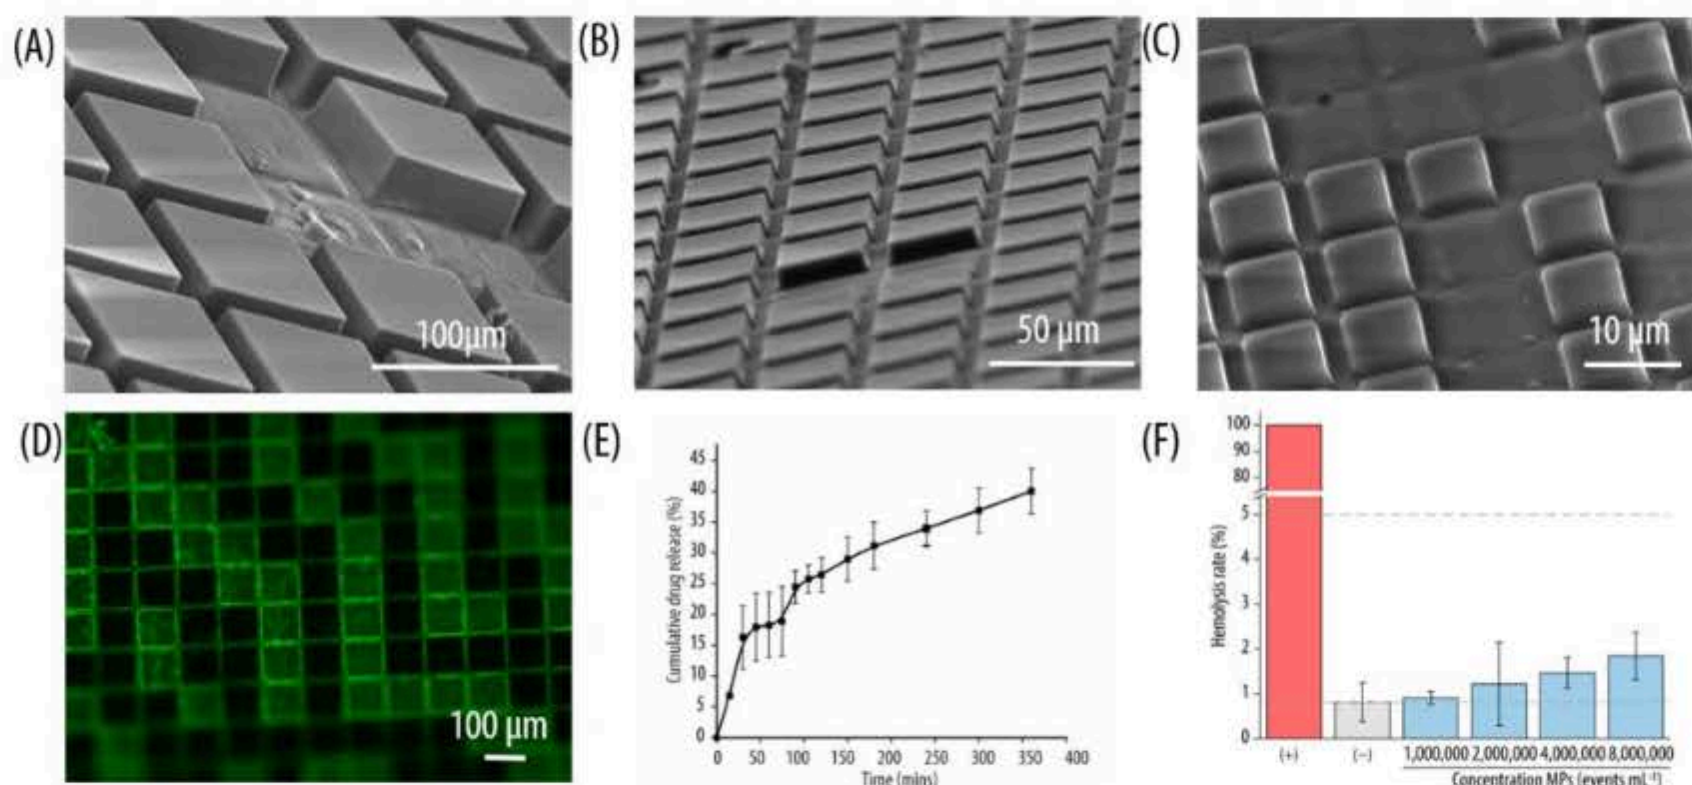 (A)
100μm
(B)
50 μm
(C)
10 μm
(D)
100 μm
(E)
Cumulative drug release (%)
45
40
35
30
25
20
15
10
5
0
0 50 100 150 200 250 300 350 400
Time (mins)
(F)
Hemolysis rate (%)
100
90
80
5
4
3
2
1
0
(+) (−) 1,000,000 2,000,000 4,000,000 8,000,000
Concentration MPs (events mL⁻¹)